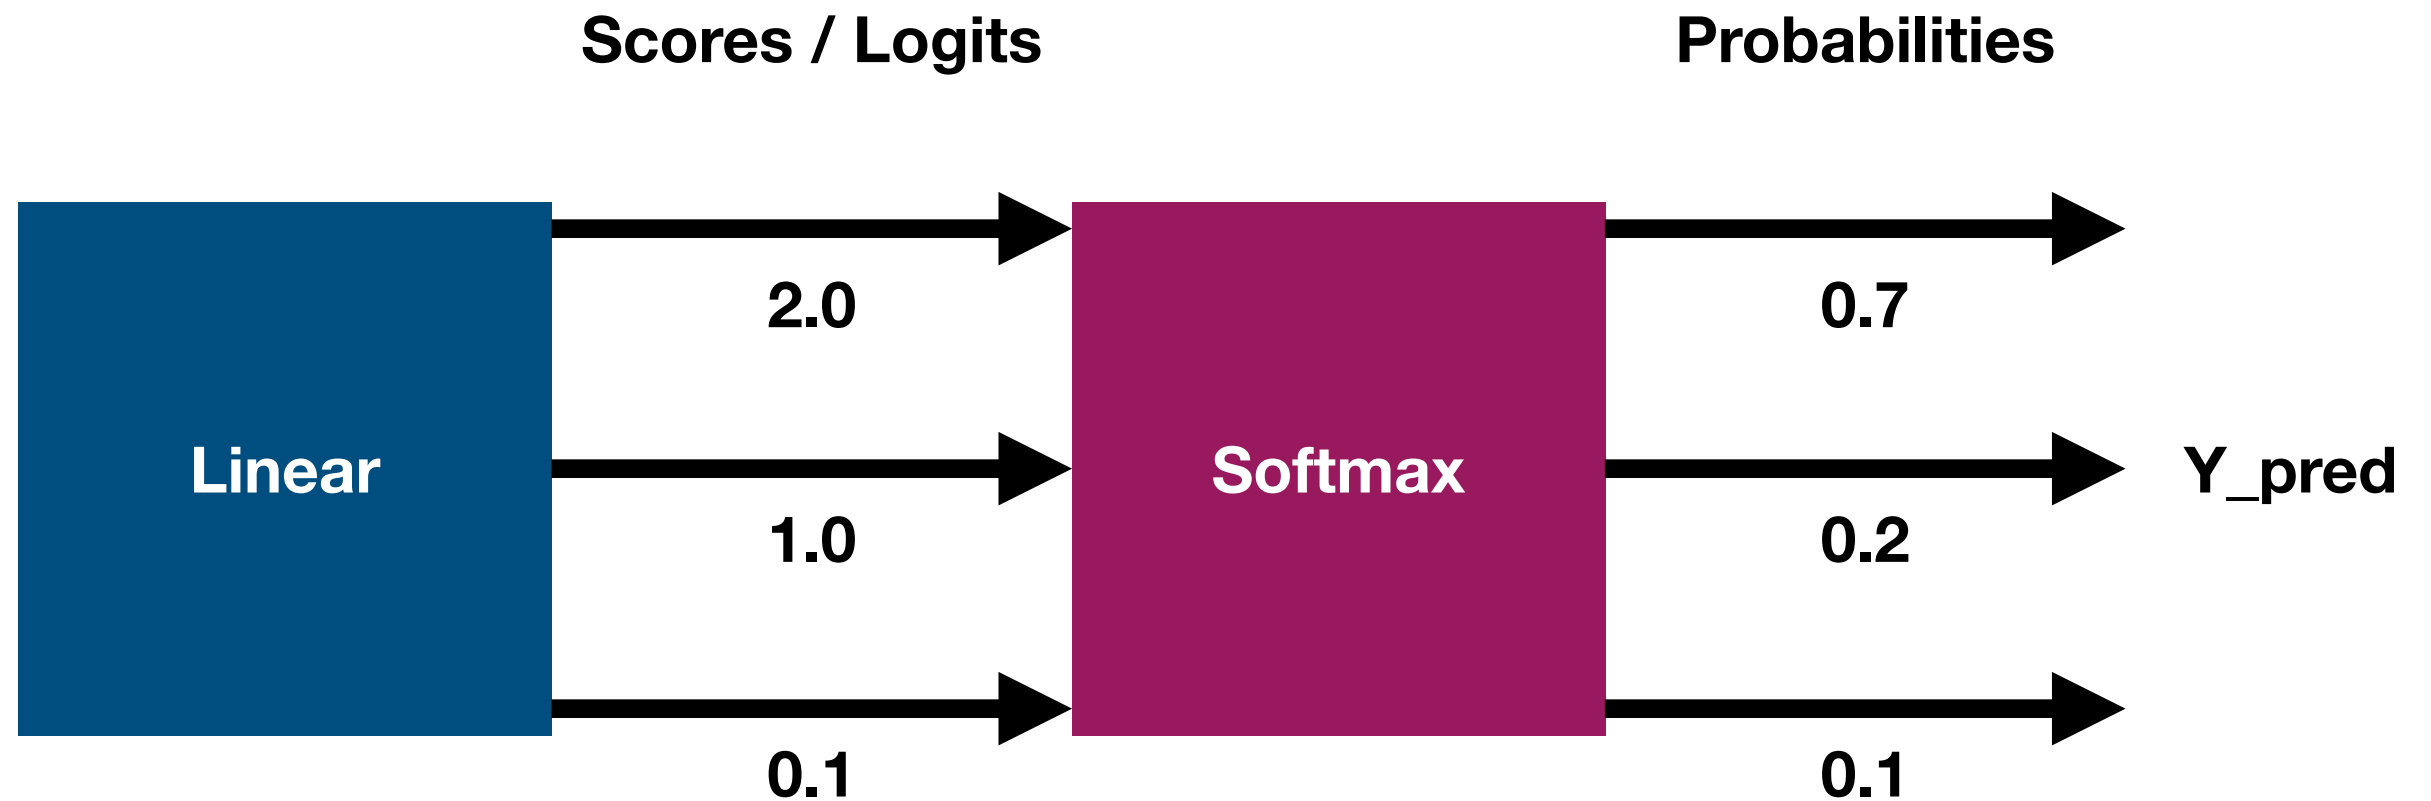 Scores / Logits
Probabilities
2.0
0.7
Linear
Softmax
Y_pred
1.0
0.2
0.1
0.1